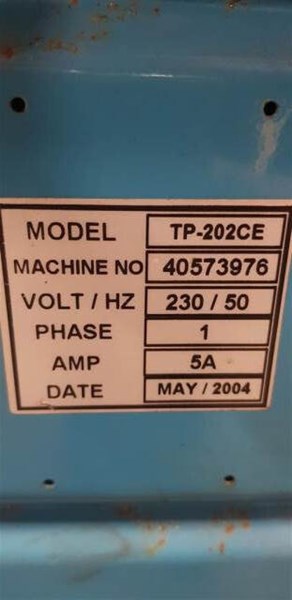 MODEL TP-202CE
MACHINE NO 40573976
VOLT / HZ 230 / 50
PHASE 1
AMP 5A
DATE MAY / 2004